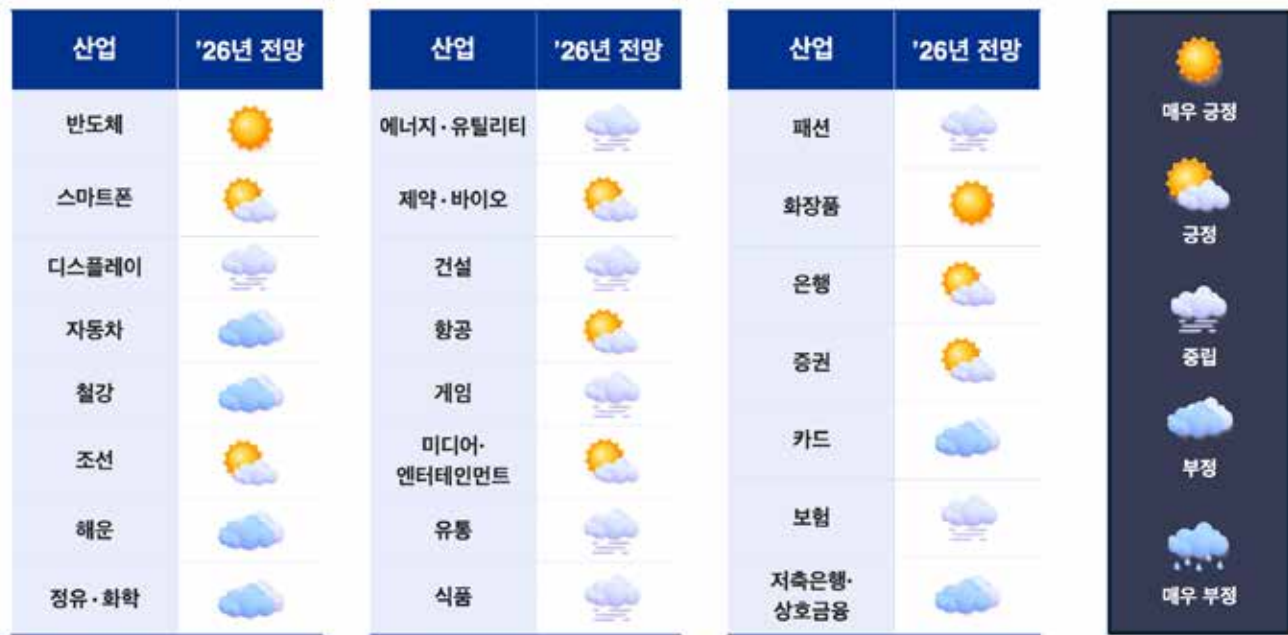 산업 '26년 전망
반도체
스마트폰
디스플레이
자동차
철강
조선
해운
정유·화학
산업 '26년 전망
에너지·유틸리티
제약·바이오
건설
항공
게임
미디어·
엔터테인먼트
유통
식품
산업 '26년 전망
패션
화장품
은행
증권
카드
보험
저축은행·
상호금융
매우 긍정
긍정
중립
부정
매우 부정